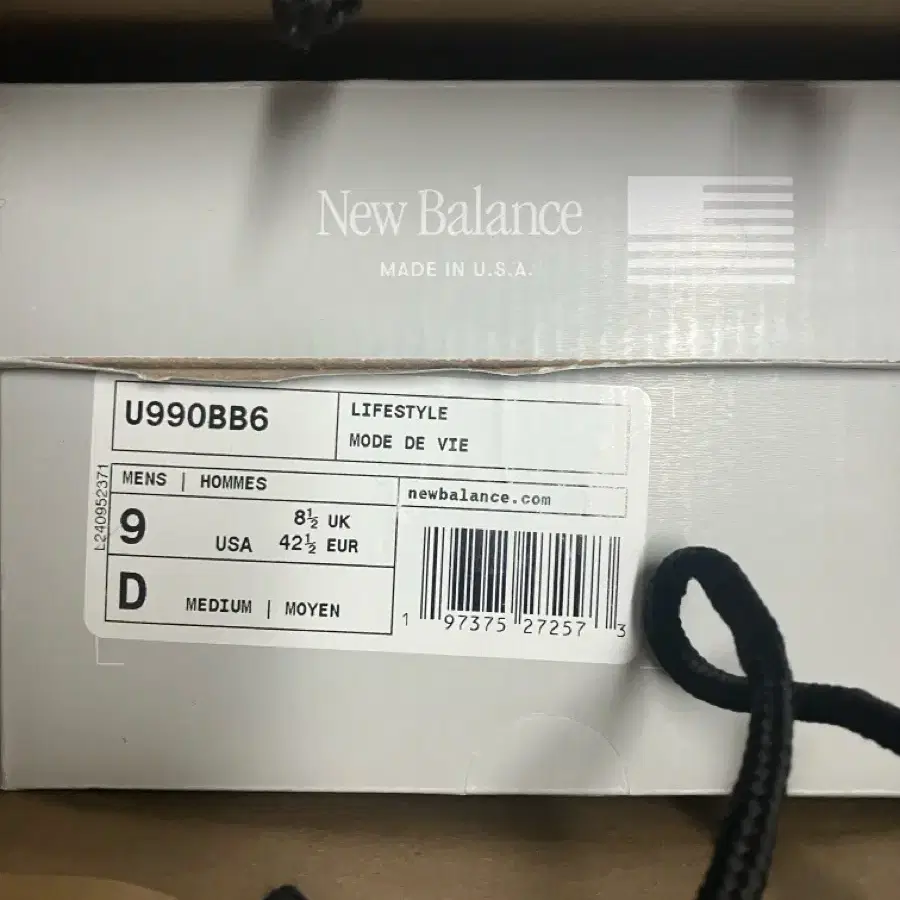 New Balance
MADE IN U.S.A.
U990BB6
LIFESTYLE
MODE DE VIE
L240952371
MENS | HOMMES
newbalance.com
9
USA
8½ UK
42½ EUR
D
MEDIUM | MOYEN
1 97375 27257 3